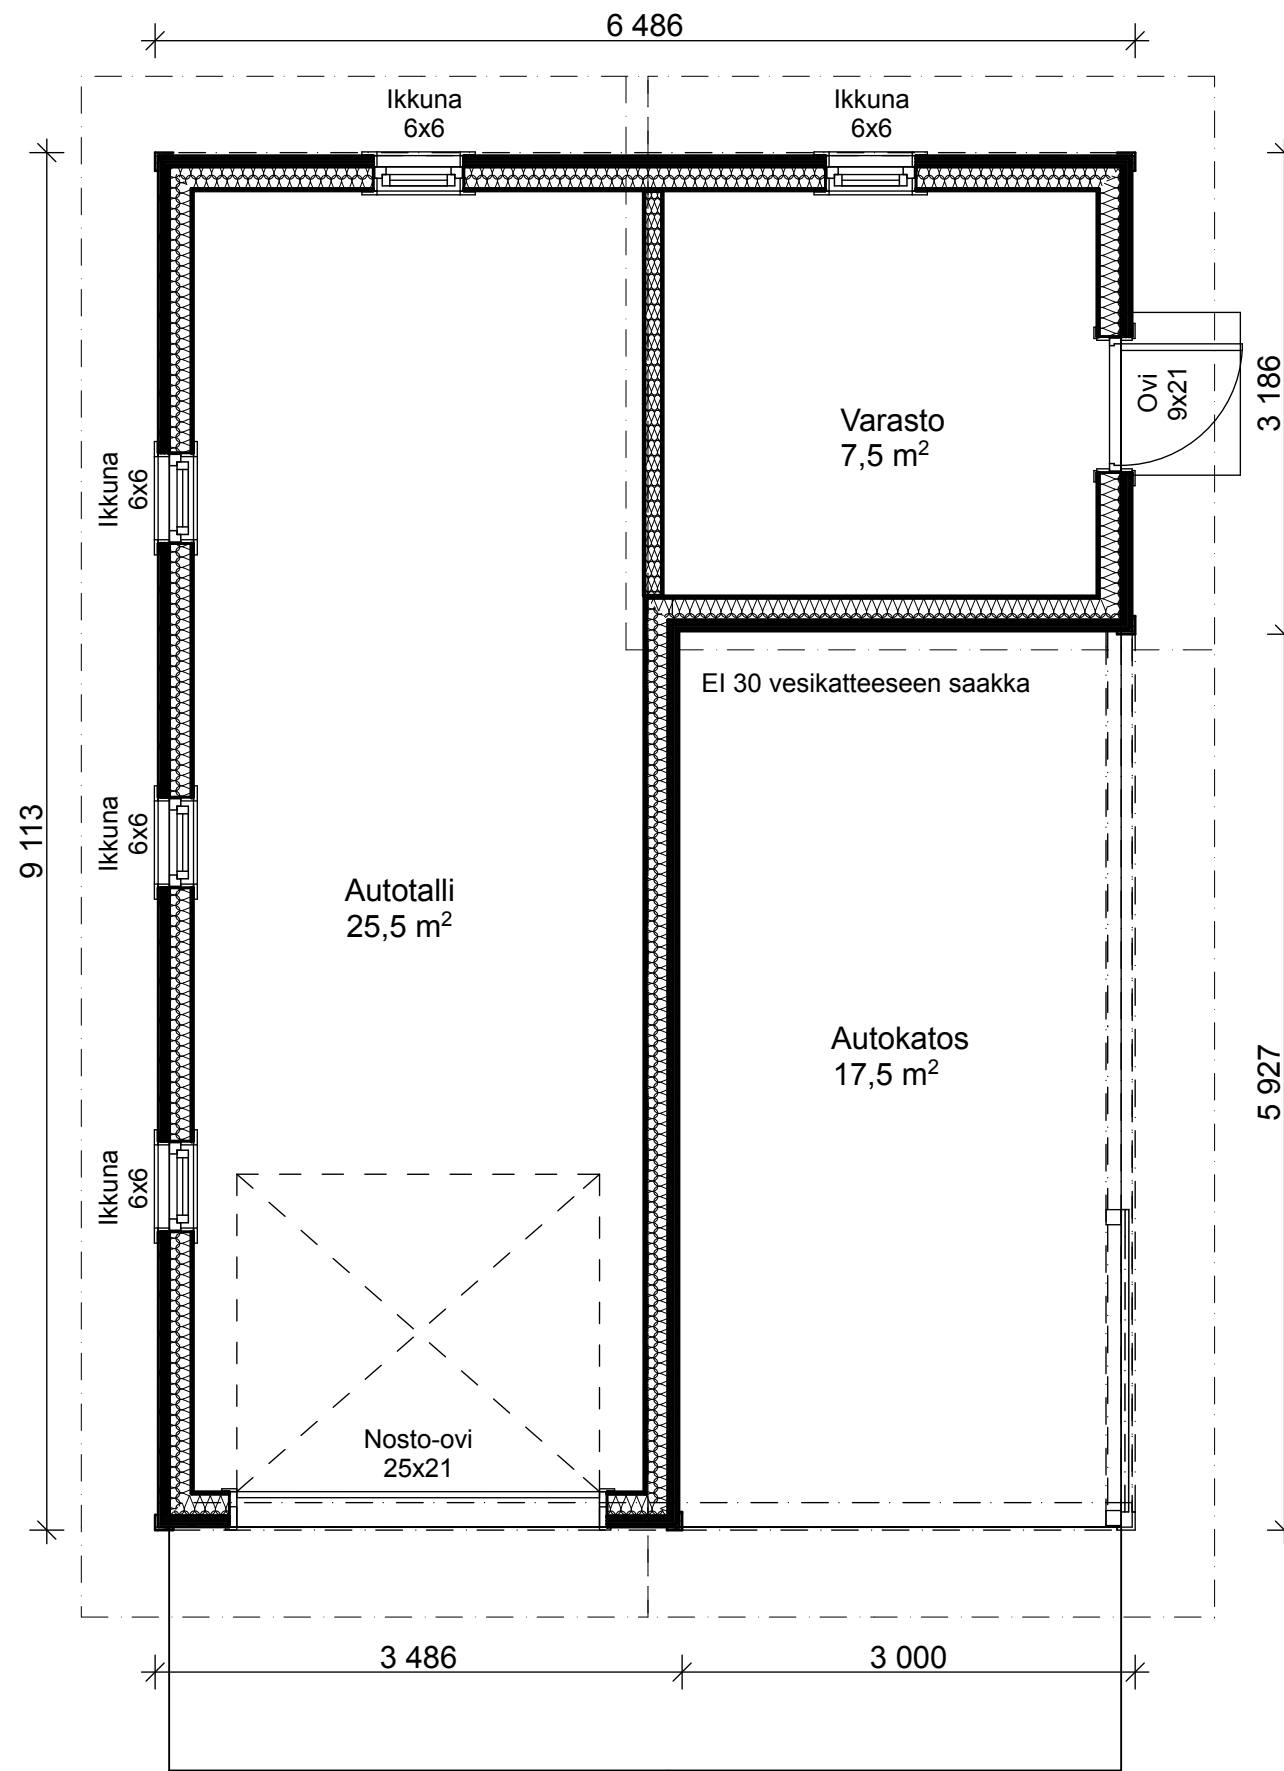 6 486
Ikkuna
6x6
Ikkuna
6x6
Ovi
9x21
3 186
Varasto
7,5 m²
Ikkuna
6x6
EI 30 vesikatteeseen saakka
9 113
Ikkuna
6x6
Autotalli
25,5 m²
Autokatos
17,5 m²
5 927
Ikkuna
6x6
Nosto-ovi
25x21
3 486
3 000